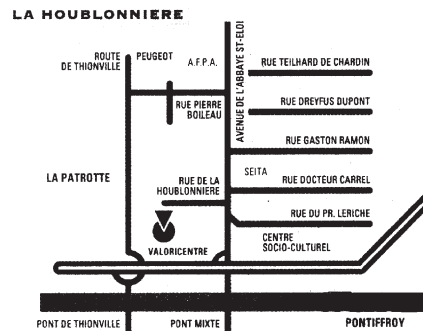 LA HOUBLONNIERE
ROUTE
DE THIONVILLE
PEUGEOT
A.F.P.A.
AVENUE DE L'ABBAYE ST-ELOI
RUE TEILHARD DE CHARDIN
RUE PIERRE
BOILEAU
RUE DREYFUS DUPONT
RUE GASTON RAMON
LA PATROTTE
RUE DE LA
HOUBLONNIERE
SEITA
RUE DOCTEUR CARREL
RUE DU PR. LERICHE
VALORICENTRE
CENTRE
SOCIO-CULTUREL
PONT DE THIONVILLE
PONT MIXTE
PONTIFFROY